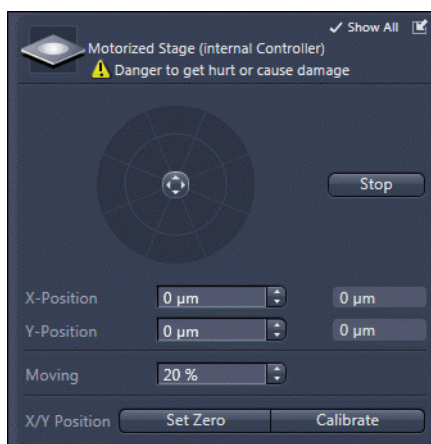 Show All
Motorized Stage (internal Controller)
Danger to get hurt or cause damage
Stop
X-Position 0 µm 0 µm
Y-Position 0 µm 0 µm
Moving 20 %
X/Y Position Set Zero Calibrate